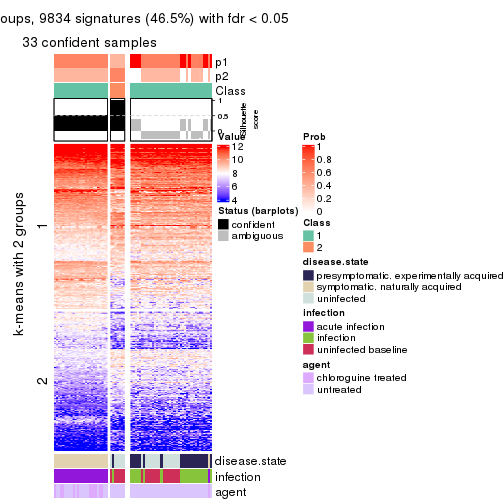 oups, 9834 signatures (46.5%) with fdr < 0.05
33 confident samples
p1
p2
Class
1
0.5
0
Silhouette
score
k-means with 2 groups
1
2
Value
12
10
8
6
4
Status (barplots)
confident
ambiguous
Prob
1
0.8
0.6
0.4
0.2
0
Class
1
2
disease.state
presymptomatic. experimentally acquired
symptomatic. naturally acquired
uninfected
infection
acute infection
infection
uninfected baseline
agent
chloroguine treated
untreated
disease.state
infection
agent